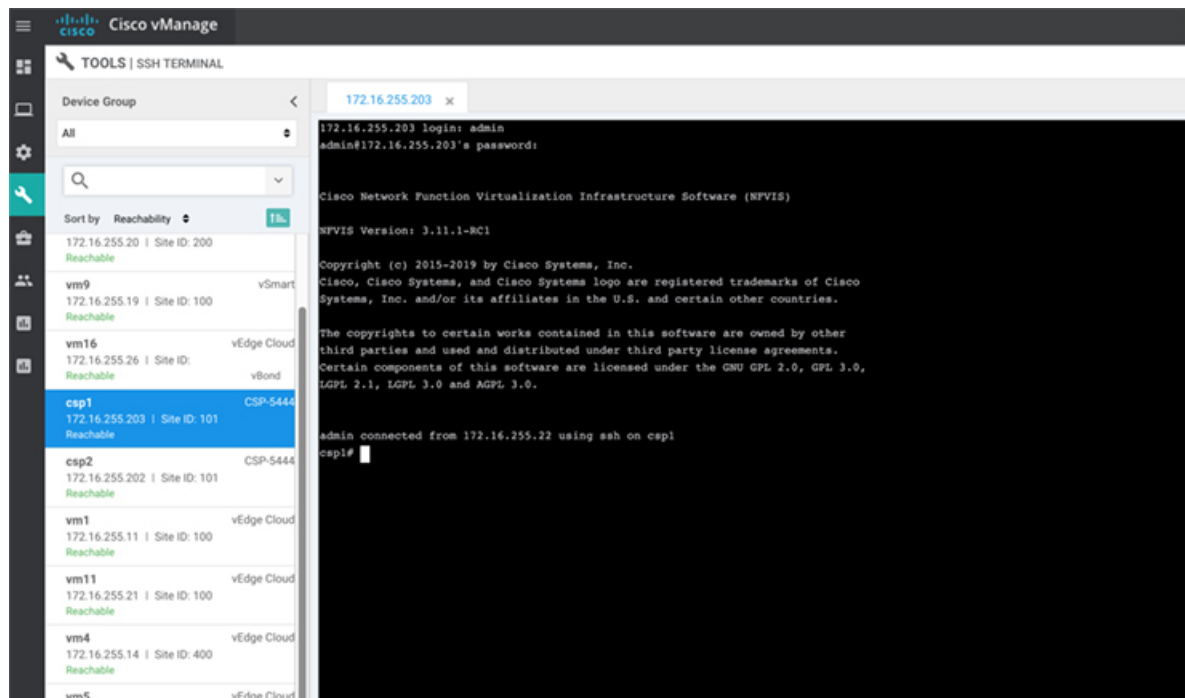 cisco Cisco vManage
TOOLS | SSH TERMINAL
Device Group
All
Sort by Reachability
172.16.255.20 | Site ID: 200
Reachable
vm9 vSmart
172.16.255.19 | Site ID: 100
Reachable
vm16 vEdge Cloud
172.16.255.26 | Site ID:
Reachable vBond
csp1 CSP-5444
172.16.255.203 | Site ID: 101
Reachable
csp2 CSP-5444
172.16.255.202 | Site ID: 101
Reachable
vm1 vEdge Cloud
172.16.255.11 | Site ID: 100
Reachable
vm11 vEdge Cloud
172.16.255.21 | Site ID: 100
Reachable
vm4 vEdge Cloud
172.16.255.14 | Site ID: 400
Reachable
vm5 vEdge Cloud
172.16.255.203 x
172.16.255.203 login: admin
admin@172.16.255.203's password:
Cisco Network Function Virtualization Infrastructure Software (NFVIS)
NFVIS Version: 3.11.1-RC1
Copyright (c) 2015-2019 by Cisco Systems, Inc.
Cisco, Cisco Systems, and Cisco Systems logo are registered trademarks of Cisco
Systems, Inc. and/or its affiliates in the U.S. and certain other countries.
The copyrights to certain works contained in this software are owned by other
third parties and used and distributed under third party license agreements.
Certain components of this software are licensed under the GNU GPL 2.0, GPL 3.0,
LGPL 2.1, LGPL 3.0 and AGPL 3.0.
admin connected from 172.16.255.22 using ssh on csp1
csp1#